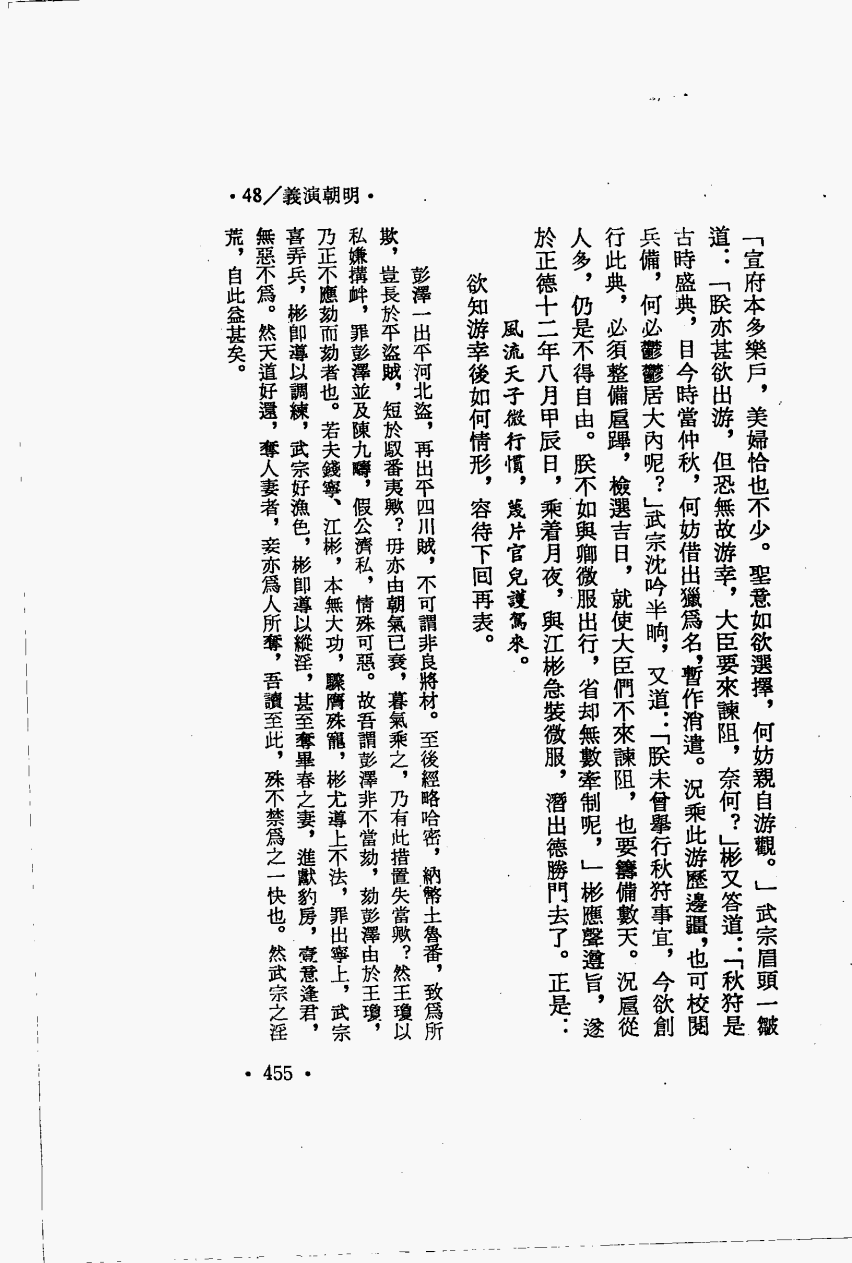 •48/明朝演義•
「宣府本多樂戶，美婦恰也不少。聖意如欲選擇，何妨親自游觀。」武宗眉頭一皺
道：「朕亦甚欲出游，但恐無故游幸，大臣要來諫阻，奈何？」彬又答道：「秋狩是
古時盛典，目今時當仲秋，何妨借出獵爲名，暫作消遣。況乘此游歷邊疆，也可校閱
兵備，何必鬱鬱居大內呢？」武宗沈吟半晌，又道：「朕未曾舉行秋狩事宜，今欲創
行此典，必須整備扈蹕，檢選吉日，就使大臣們不來諫阻，也要籌備數天。況扈從
人多，仍是不得自由。朕不如與卿微服出行，省却無數牽制呢，」彬應聲遵旨，遂
於正德十二年八月甲辰日，乘着月夜，與江彬急裝微服，潛出德勝門去了。正是：
風流天子微行慣，篾片官兒護駕來。
欲知游幸後如何情形，容待下回再表。
彭澤一出平河北盜，再出平四川賊，不可謂非良將材。至後經略哈密，納幣土魯番，致爲所
欺，豈長於平盜賊，短於馭番夷歟？毋亦由朝氣已衰，暮氣乘之，乃有此措置失當歟？然王瓊以
私嫌搆衅，罪彭澤並及陳九疇，假公濟私，情殊可惡。故吾謂彭澤非不當劾，劾彭澤由於王瓊，
乃正不應劾而劾者也。若夫錢寧、江彬，本無大功，驟膺殊寵，彬尤導上不法，罪出寧上，武宗
喜弄兵，彬卽導以調練，武宗好漁色，彬卽導以縱淫，甚至奪畢春之妻，進獻豹房，壹意逢君，
無惡不爲。然天道好還，奪人妻者，妾亦爲人所奪，吾讀至此，殊不禁爲之一快也。然武宗之淫
荒，自此益甚矣。
•455•